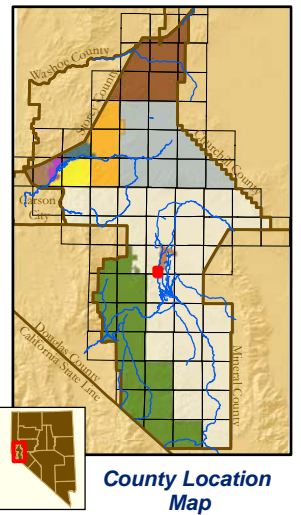 Washoe County
Storey County
Churchill County
Carson
City
Douglas County
California State Line
Mineral County
County Location
Map